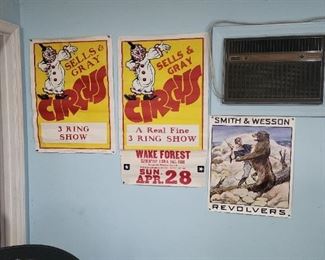 SELLS &
GRAY
CIRCUS
3 RING
SHOW
SELLS &
GRAY
CIRCUS
A Real Fine
3 RING SHOW
WAKE FOREST
SUN.
APR. 28
SMITH & WESSON
REVOLVERS